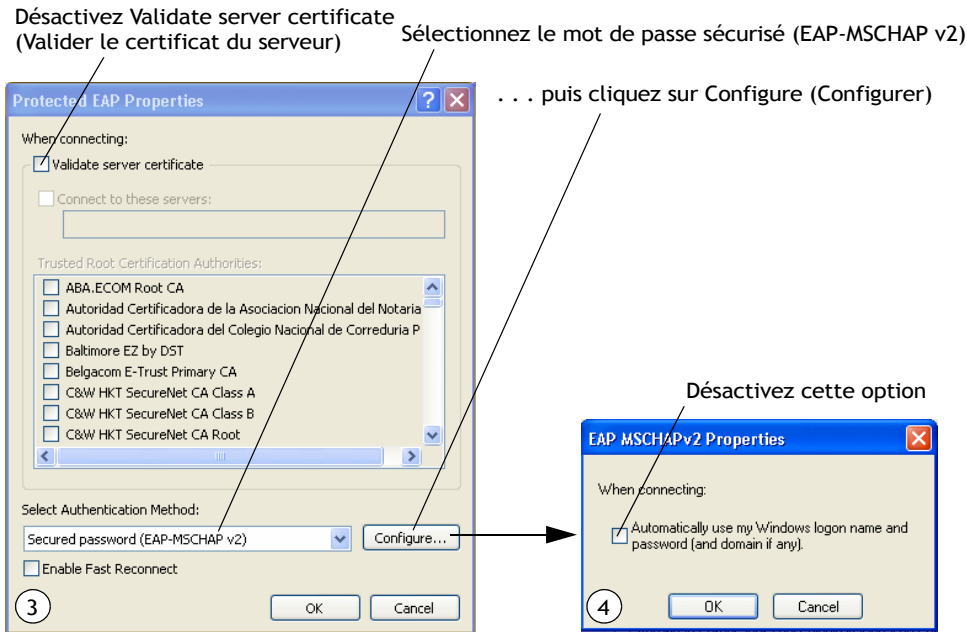 Désactivez Validate server certificate
(Valider le certificat du serveur)
Sélectionnez le mot de passe sécurisé (EAP-MSCHAP v2)
. . . puis cliquez sur Configure (Configurer)
Protected EAP Properties
When connecting:
Validate server certificate
Connect to these servers:
Trusted Root Certification Authorities:
ABA.ECOM Root CA
Autoridad Certificadora de la Asociacion Nacional del Notaria
Autoridad Certificadora del Colegio Nacional de Correduria P
Baltimore EZ by DST
Belgacom E-Trust Primary CA
C&W HKT SecureNet CA Class A
C&W HKT SecureNet CA Class B
C&W HKT SecureNet CA Root
Select Authentication Method:
Secured password (EAP-MSCHAP v2)
Configure...
Enable Fast Reconnect
3
OK
Cancel
Désactivez cette option
EAP MSCHAPv2 Properties
When connecting:
Automatically use my Windows logon name and
password (and domain if any).
4
OK
Cancel